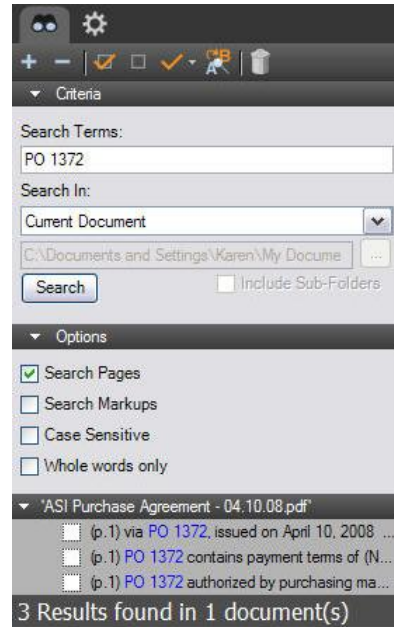 Criteria
Search Terms:
PO 1372
Search In:
Current Document
C:\Documents and Settings\Karen\My Docume
...
Search
Include Sub-Folders
Options
Search Pages
Search Markups
Case Sensitive
Whole words only
'ASI Purchase Agreement - 04.10.08.pdf'
(p.1) via PO 1372, issued on April 10, 2008 ...
(p.1) PO 1372 contains payment terms of (N...
(p.1) PO 1372 authorized by purchasing ma...
3 Results found in 1 document(s)